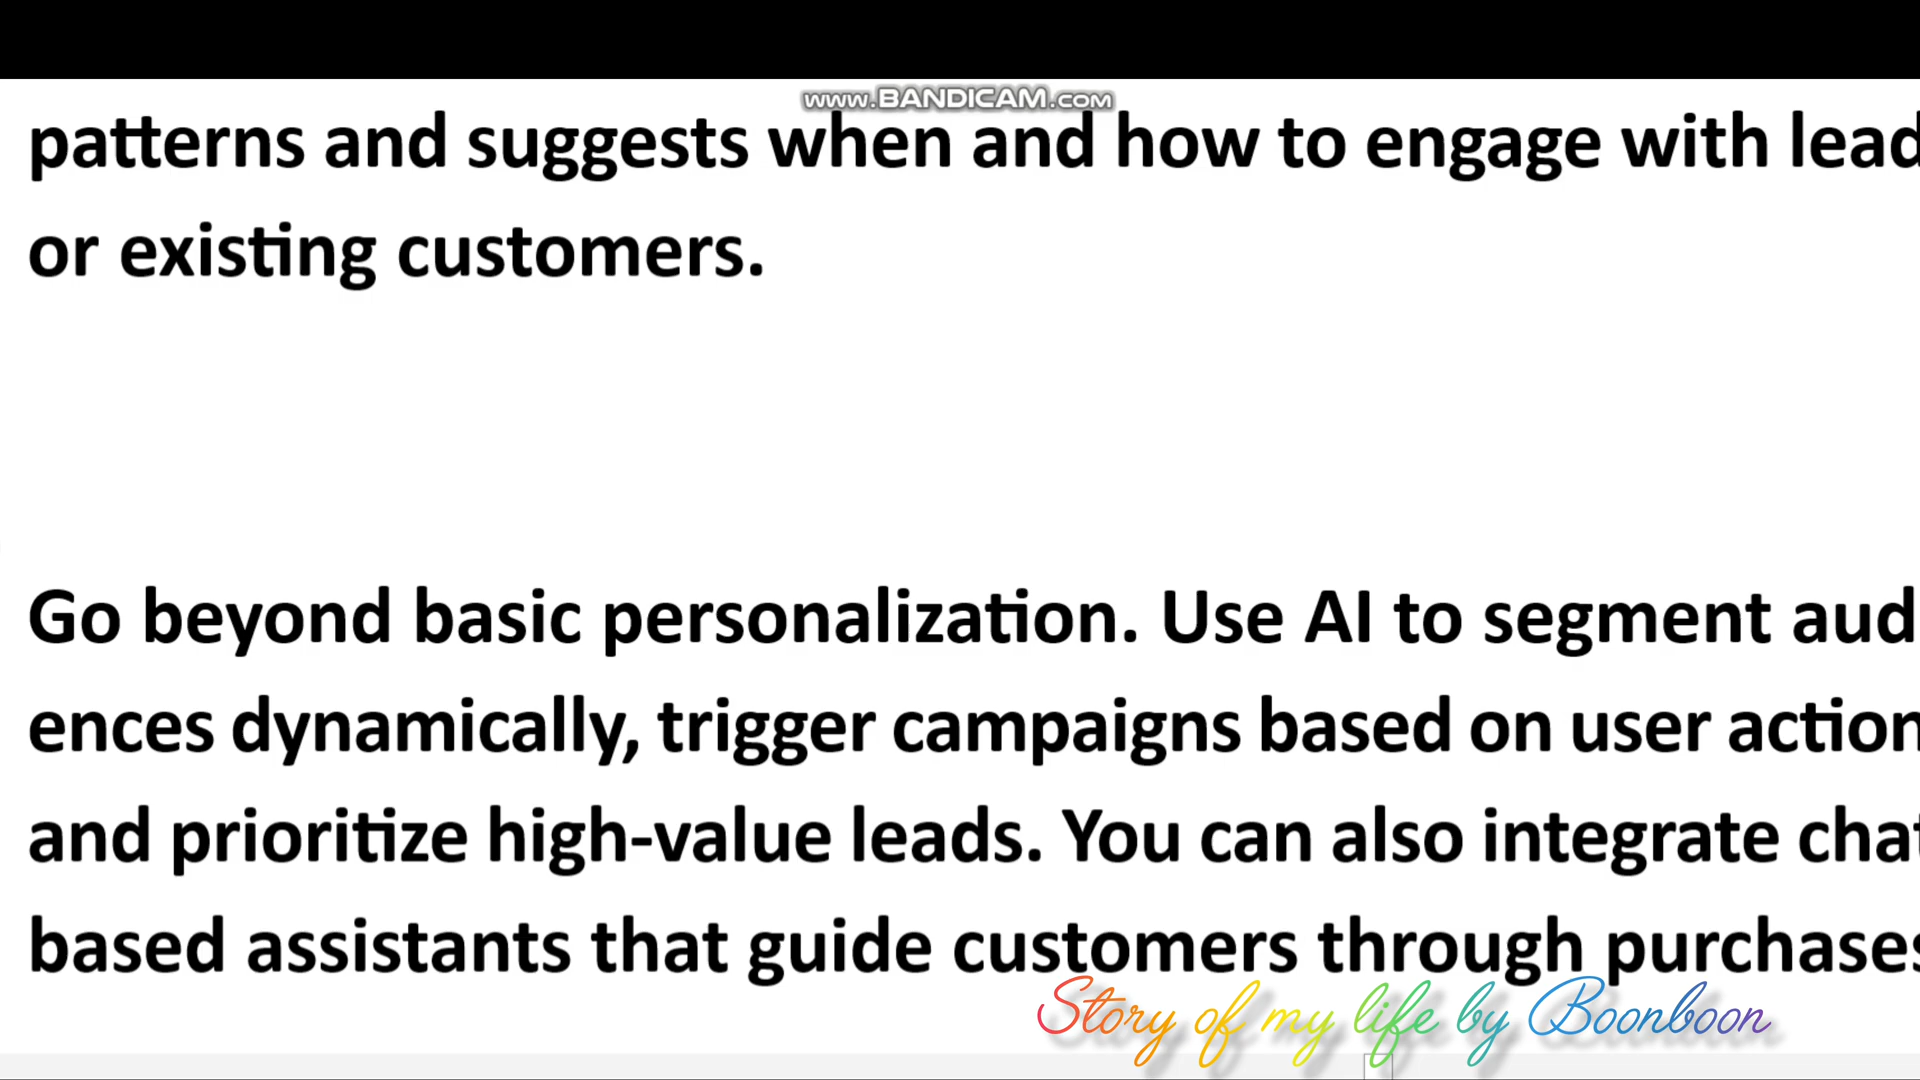 www.BANDICAM.com
patterns and suggests when and how to engage with lead
or existing customers.
Go beyond basic personalization. Use AI to segment aud
ences dynamically, trigger campaigns based on user action
and prioritize high-value leads. You can also integrate chat
based assistants that guide customers through purchases
Story of my life by Boonboon